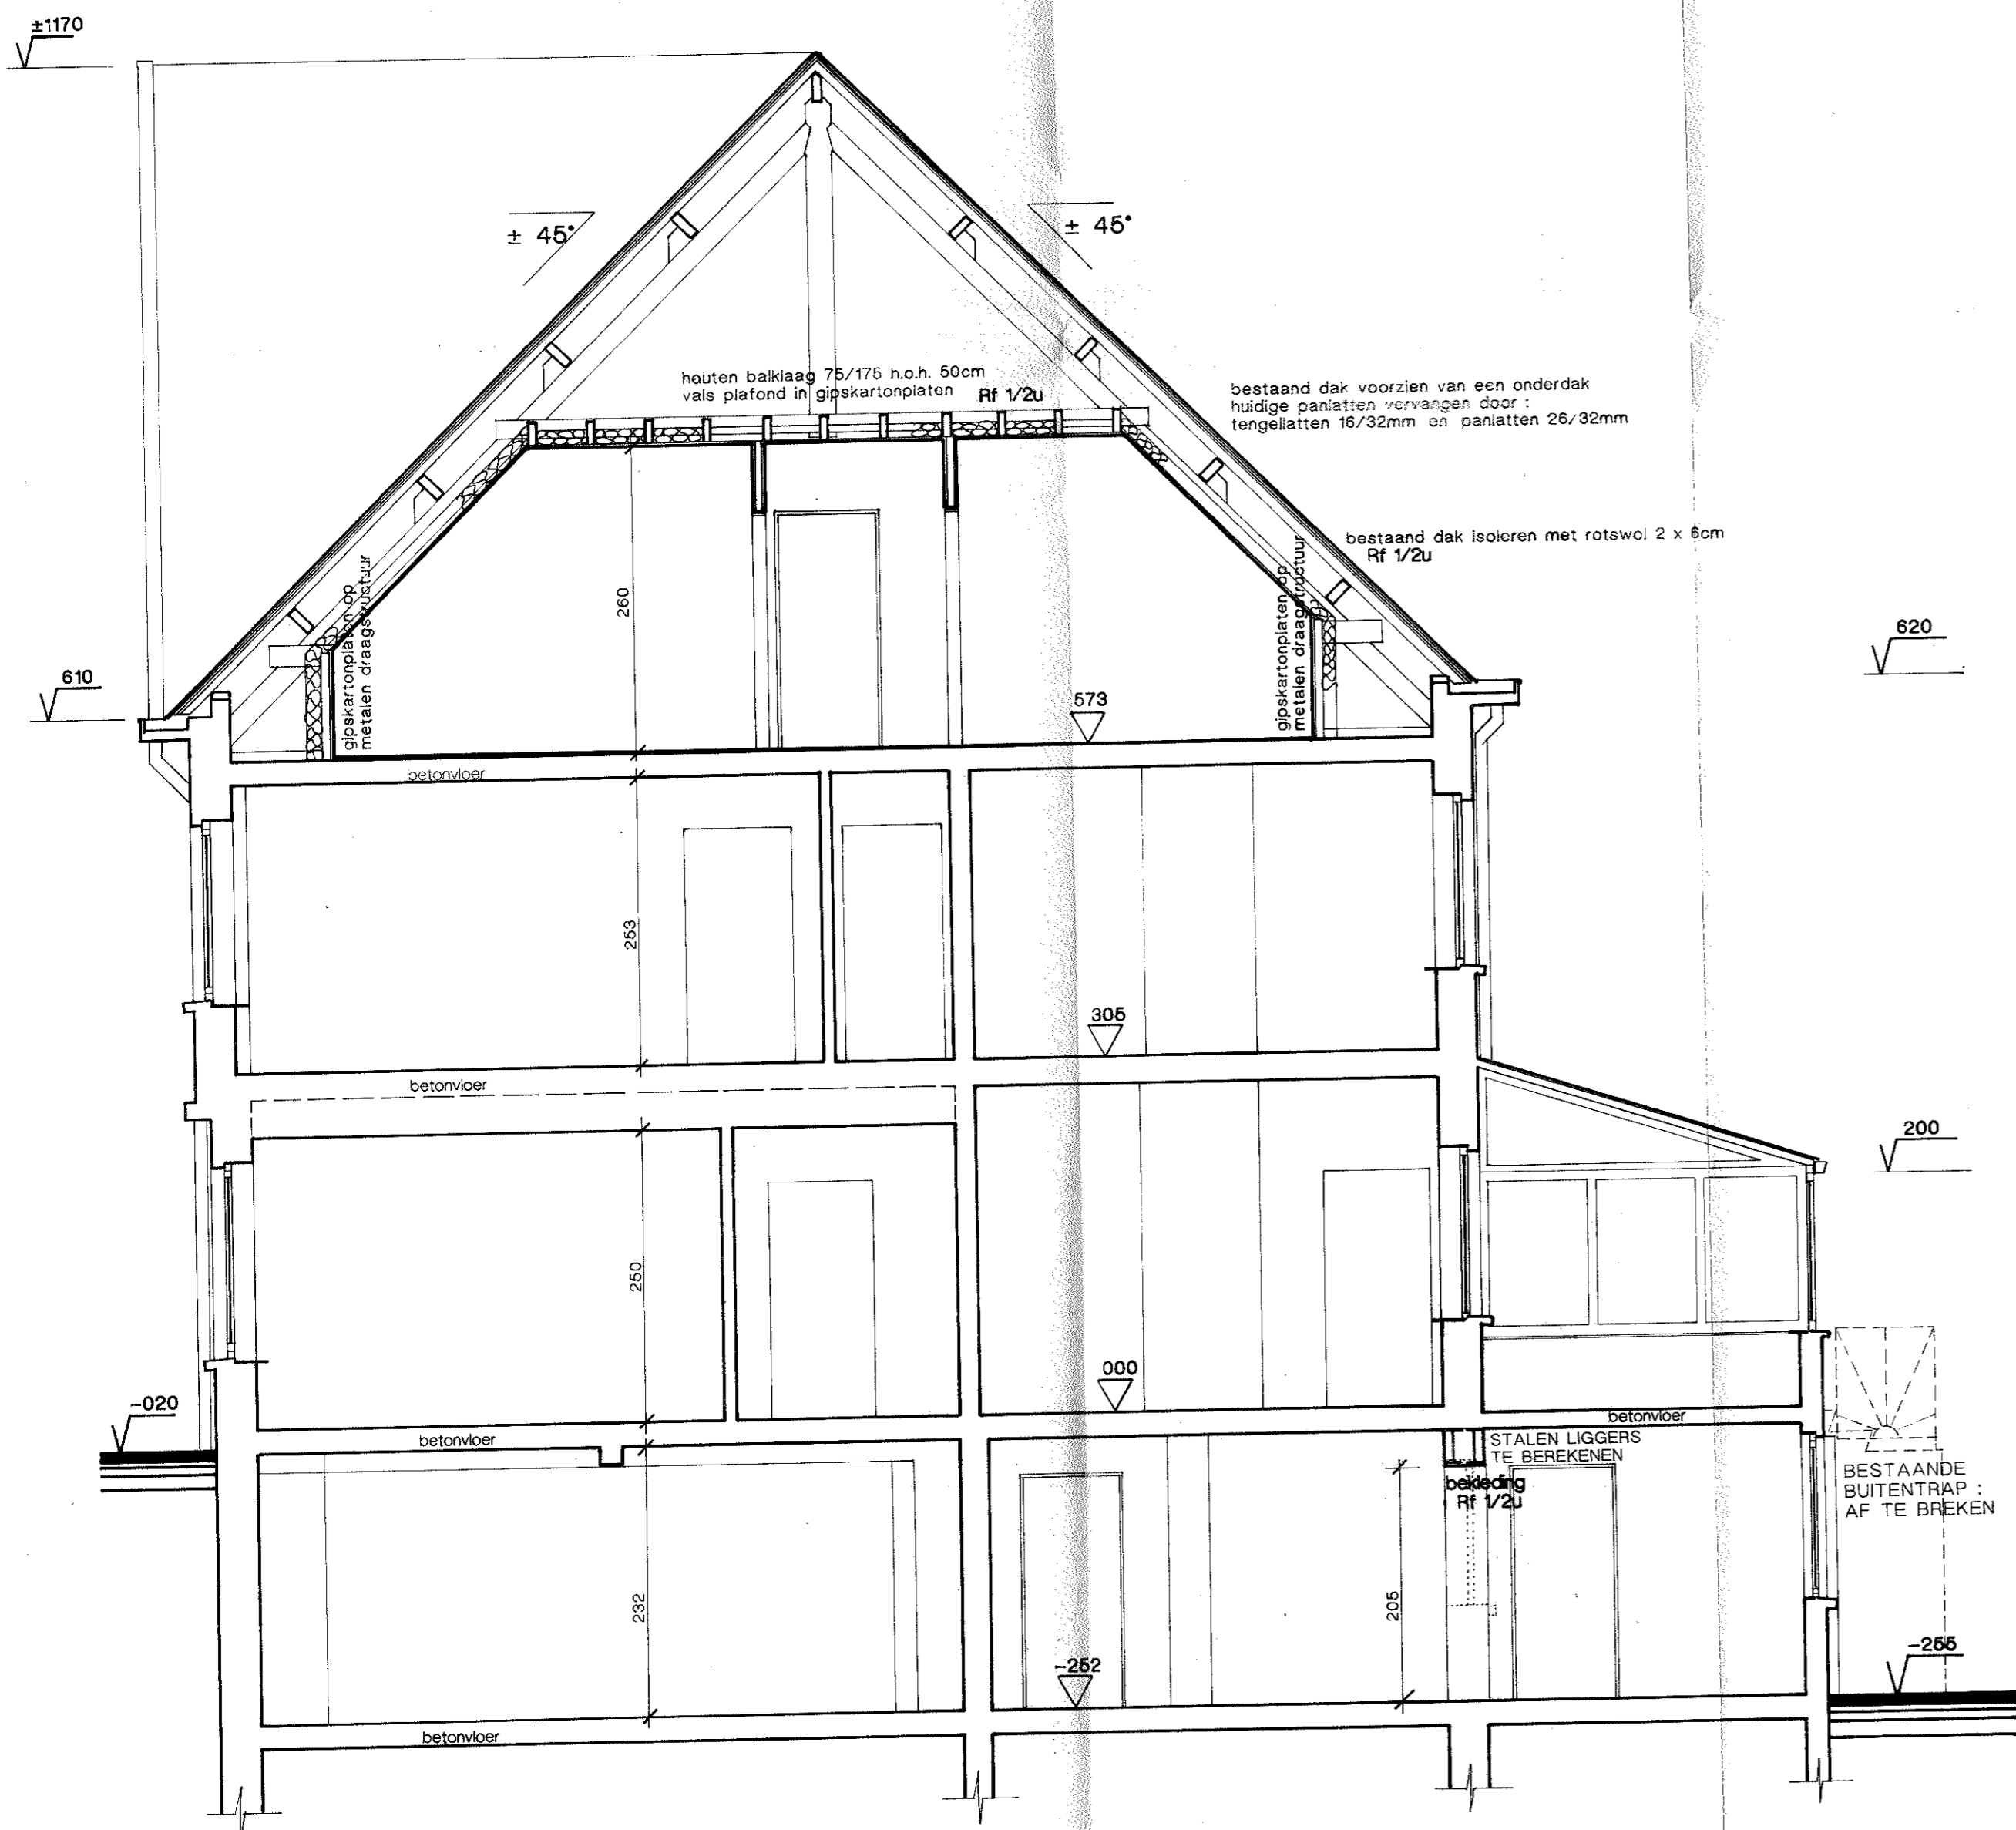 ±1170
± 45°
± 45°
houten balklaag 75/175 h.o.h. 50cm
vals plafond in gipskartonplaten Rf 1/2u
bestaand dak voorzien van een onderdak
huidige panlatten vervangen door :
tengellatten 16/32mm en panlatten 26/32mm
bestaand dak isoleren met rotswol 2 x 6cm
Rf 1/2u
gipskartonplaten op
metalen draagstructuur
260
gipskartonplaten op
metalen draagstructuur
610
620
573
betonvloer
253
305
betonvloer
200
250
000
-020
betonvloer
betonvloer
STALEN LIGGERS
TE BEREKENEN
bekleding
Rf 1/2u
BESTAANDE
BUITENTRAP :
AF TE BREKEN
232
205
-252
-255
betonvloer